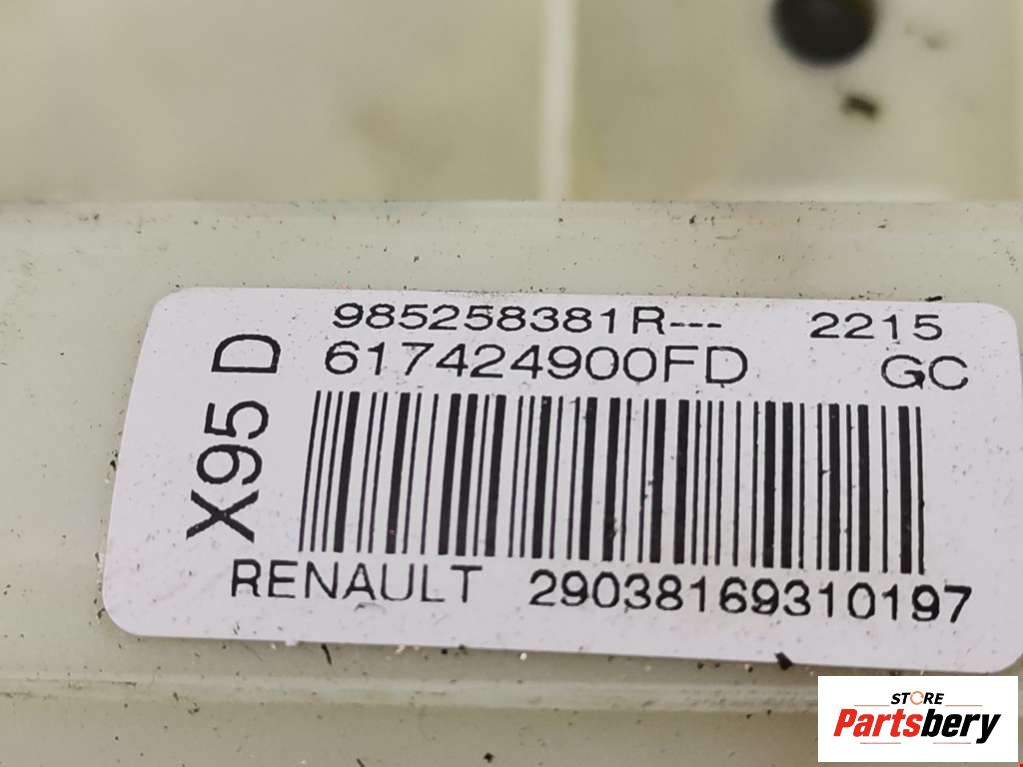 985258381R--- 2215
617424900FD GC
X95 D
RENAULT 29038169310197
STORE
Partsbery